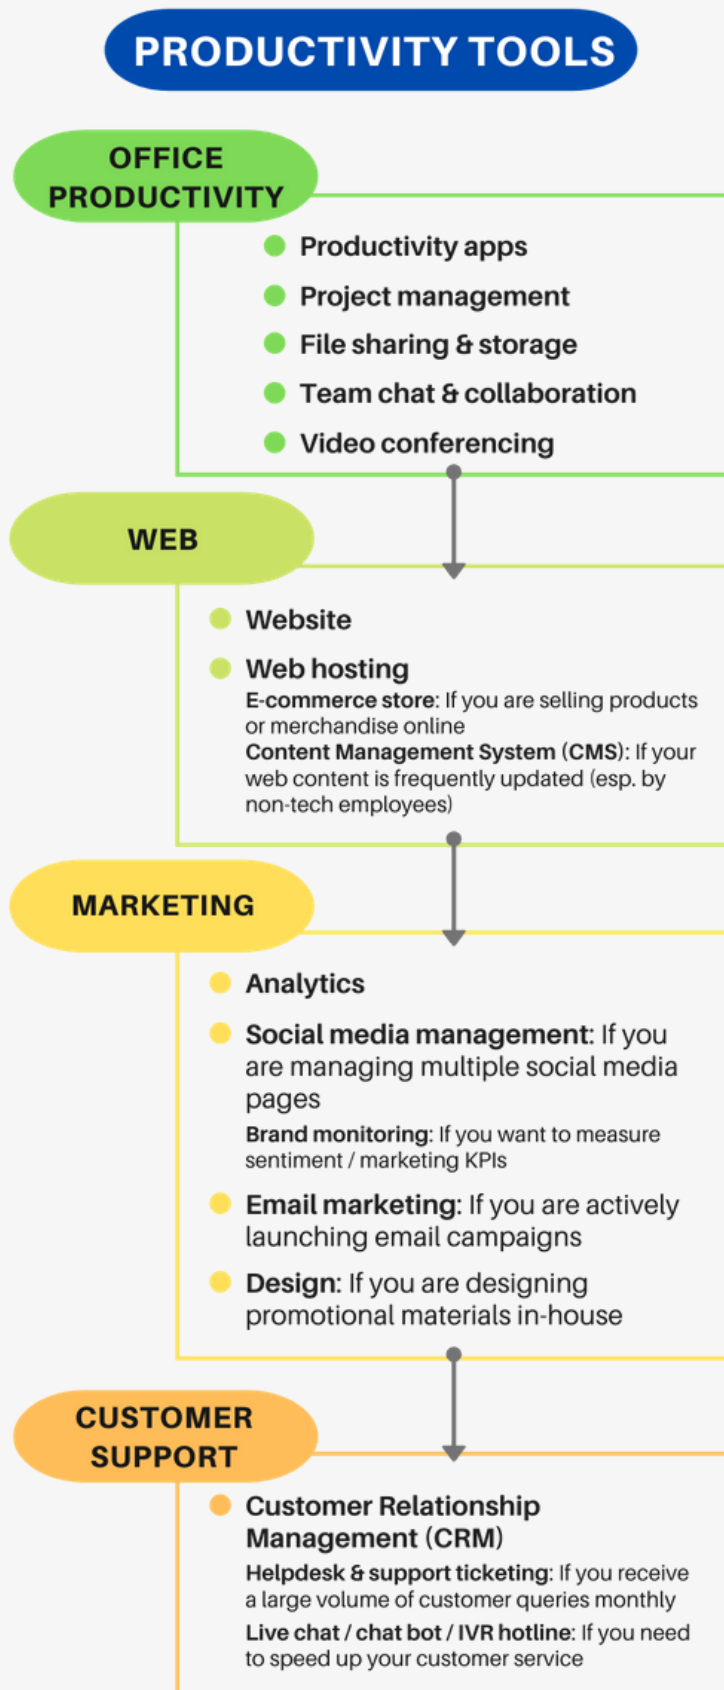 PRODUCTIVITY TOOLS
OFFICE
PRODUCTIVITY
Productivity apps
Project management
File sharing & storage
Team chat & collaboration
Video conferencing
WEB
Website
Web hosting
E-commerce store: If you are selling products
or merchandise online
Content Management System (CMS): If your
web content is frequently updated (esp. by
non-tech employees)
MARKETING
Analytics
Social media management: If you
are managing multiple social media
pages
Brand monitoring: If you want to measure
sentiment / marketing KPIs
Email marketing: If you are actively
launching email campaigns
Design: If you are designing
promotional materials in-house
CUSTOMER
SUPPORT
Customer Relationship
Management (CRM)
Helpdesk & support ticketing: If you receive
a large volume of customer queries monthly
Live chat / chat bot / IVR hotline: If you need
to speed up your customer service